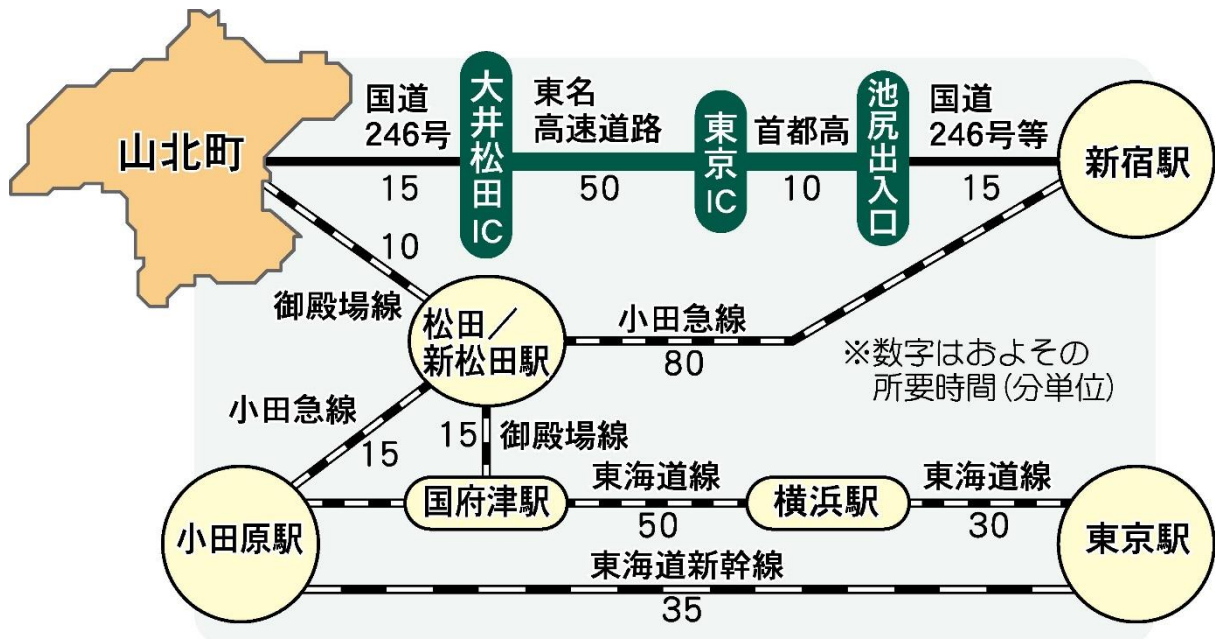 山北町
国道
246号
15
大井松田IC
東名
高速道路
50
東京IC
首都高
10
池尻出入口
国道
246号等
15
新宿駅
10
御殿場線
松田／
新松田駅
小田急線
80
※数字はおよその
所要時間(分単位)
小田急線
15
15
御殿場線
小田原駅
国府津駅
東海道線
50
横浜駅
東海道線
30
東京駅
東海道新幹線
35